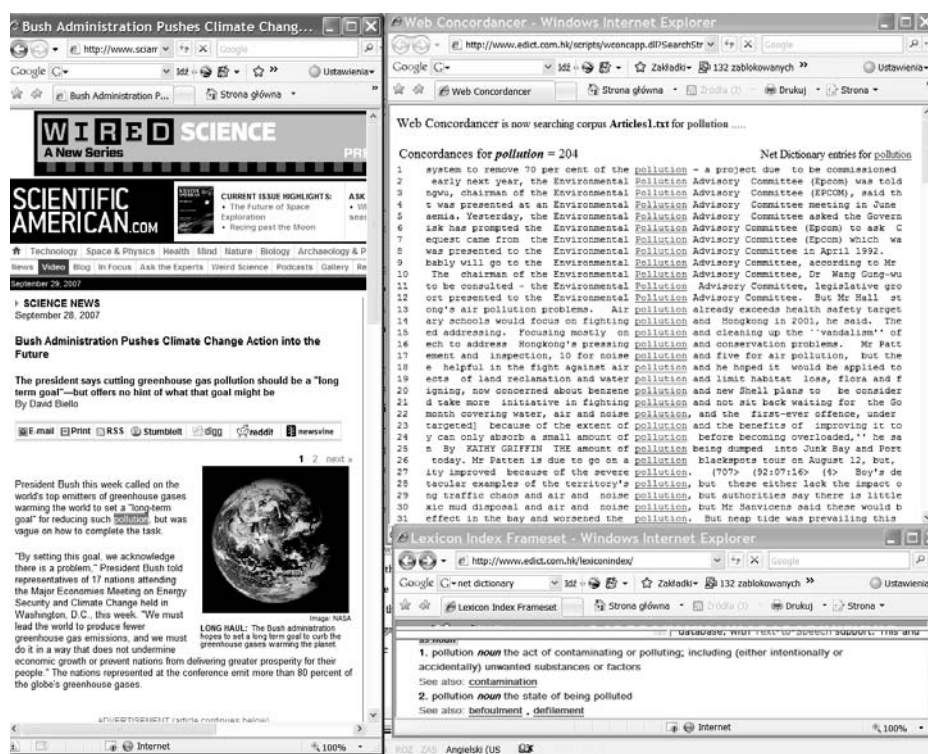 Bush Administration Pushes Climate Chang...
http://www.sciam
Google
Google G
Idź
Ustawienia
Bush Administration P...
Strona główna
WIRED SCIENCE
A New Series
SCIENTIFIC
AMERICAN.COM
CURRENT ISSUE HIGHLIGHTS:
• The Future of Space
Exploration
• Racing past the Moon
ASK
Technology Space & Physics Health Mind Nature Biology Archaeology & P
News Video Blog In Focus Ask the Experts Weird Science Podcasts Gallery Re
September 29, 2007
SCIENCE NEWS
September 28, 2007
Bush Administration Pushes Climate Change Action into the
Future
The president says cutting greenhouse gas pollution should be a "long
term goal"—but offers no hint of what that goal might be
By David Biello
E-mail Print RSS StumbleIt digg reddit newsvine
1 2 next »
President Bush this week called on the
world's top emitters of greenhouse gases
warming the world to set a "long-term
goal" for reducing such pollution, but was
vague on how to complete the task.
"By setting this goal, we acknowledge
there is a problem," President Bush told
representatives of 17 nations attending
the Major Economies Meeting on Energy
Security and Climate Change held in
Washington, D.C., this week. "We must
lead the world to produce fewer
greenhouse gas emissions, and we must
do it in a way that does not undermine
economic growth or prevent nations from delivering greater prosperity for their
people." The nations represented at the conference emit more than 80 percent of
the globe's greenhouse gases.
Image: NASA
LONG HAUL: The Bush administration
hopes to set a long term goal to curb the
greenhouse gases warming the planet.
ADVERTISEMENT (article continues below)
Internet
100%
Web Concordancer - Windows Internet Explorer
http://www.edict.com.hk/scripts/wconcapp.dll?SearchStr
Google
Google G
Idź
Zakładki
132 zablokowanych
Ustawienia
Web Concordancer
Strona główna
Źródła (J)
Drukuj
Strona
Web Concordancer is now searching corpus Articles1.txt for pollution .....
Concordances for pollution = 204
Net Dictionary entries for pollution
1 system to remove 70 per cent of the pollution - a project due to be commissioned
2 early next year, the Environmental Pollution Advisory Committee (Epcom) was told
3 ngwu, chairman of the Environmental Pollution Advisory Committee (EPCOM), said th
4 t was presented at an Environmental Pollution Advisory Committee meeting in June
5 aemia. Yesterday, the Environmental Pollution Advisory Committee asked the Govern
6 isk has prompted the Environmental Pollution Advisory Committee (Epcom) to ask C
7 equest came from the Environmental Pollution Advisory Committee (Epcom) which wa
8 was presented to the Environmental Pollution Advisory Committee in April 1992.
9 bably will go to the Environmental Pollution Advisory Committee, according to Mr
10 The chairman of the Environmental Pollution Advisory Committee, Dr Wang Gung-wu
11 to be consulted - the Environmental Pollution Advisory Committee, legislative gro
12 ort presented to the Environmental Pollution Advisory Committee. But Mr Hall st
13 ong's air pollution problems. Air pollution already exceeds health safety target
14 ary schools would focus on fighting pollution and Hongkong in 2001, he said. The
15 ed addressing. Focusing mostly on pollution and cleaning up the ``vandalism'' of
16 ech to address Hongkong's pressing pollution and conservation problems. Mr Patt
17 ement and inspection, 10 for noise pollution and five for air pollution, but the
18 e helpful in the fight against air pollution and he hoped it would be applied to
19 ects of land reclamation and water pollution and limit habitat loss, flora and f
20 igning, now concerned about benzene pollution and new Shell plans to be consider
21 d take more initiative in fighting pollution and not sit back waiting for the Go
22 month covering water, air and noise pollution, and the first-ever offence, under
23 targeted] because of the extent of pollution and the benefits of improving it to
24 y can only absorb a small amount of pollution before becoming overloaded,'' he sa
25 n By KATHY GRIFFIN THE amount of pollution being dumped into Junk Bay and Port
26 today. Mr Patten is due to go on a pollution blackspots tour on August 12, but,
27 ity improved because of the severe pollution. (707) (92:07:16) (4) Boy's de
28 tacular examples of the territory's pollution, but these either lack the impact o
29 ng traffic chaos and air and noise pollution, but authorities say there is little
30 xic mud disposal and air and noise pollution, but Mr Sanvicens said these would b
31 effect in the bay and worsened the pollution. But neap tide was prevailing this
Lexicon Index Frameset - Windows Internet Explorer
http://www.edict.com.hk/lexiconindex/
Google
Google G net dictionary
Idź
Zakładki
132 zablokowanych
Ustawienia
Lexicon Index Frameset
Strona główna
Drukuj
Strona
database, with Text-to-Speech support. This and
as noun
1. pollution noun the act of contaminating or polluting; including (either intentionally or
accidentally) unwanted substances or factors
See also: contamination
2. pollution noun the state of being polluted
See also: befoulment , defilement
Internet
100%
ROZ ZAS Angielski (US